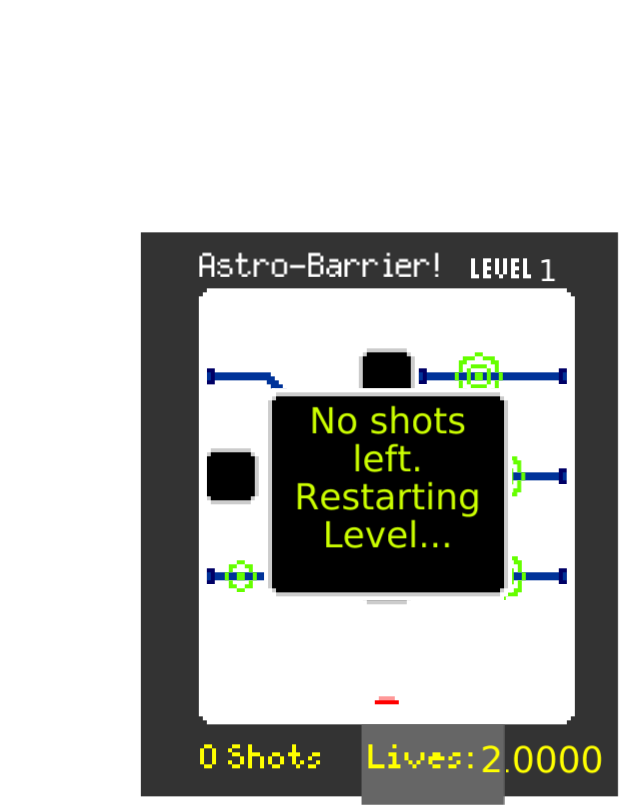 Astro-Barrier! LEVEL 1
No shots
left.
Restarting
Level...
0 Shots Lives: 2.0000